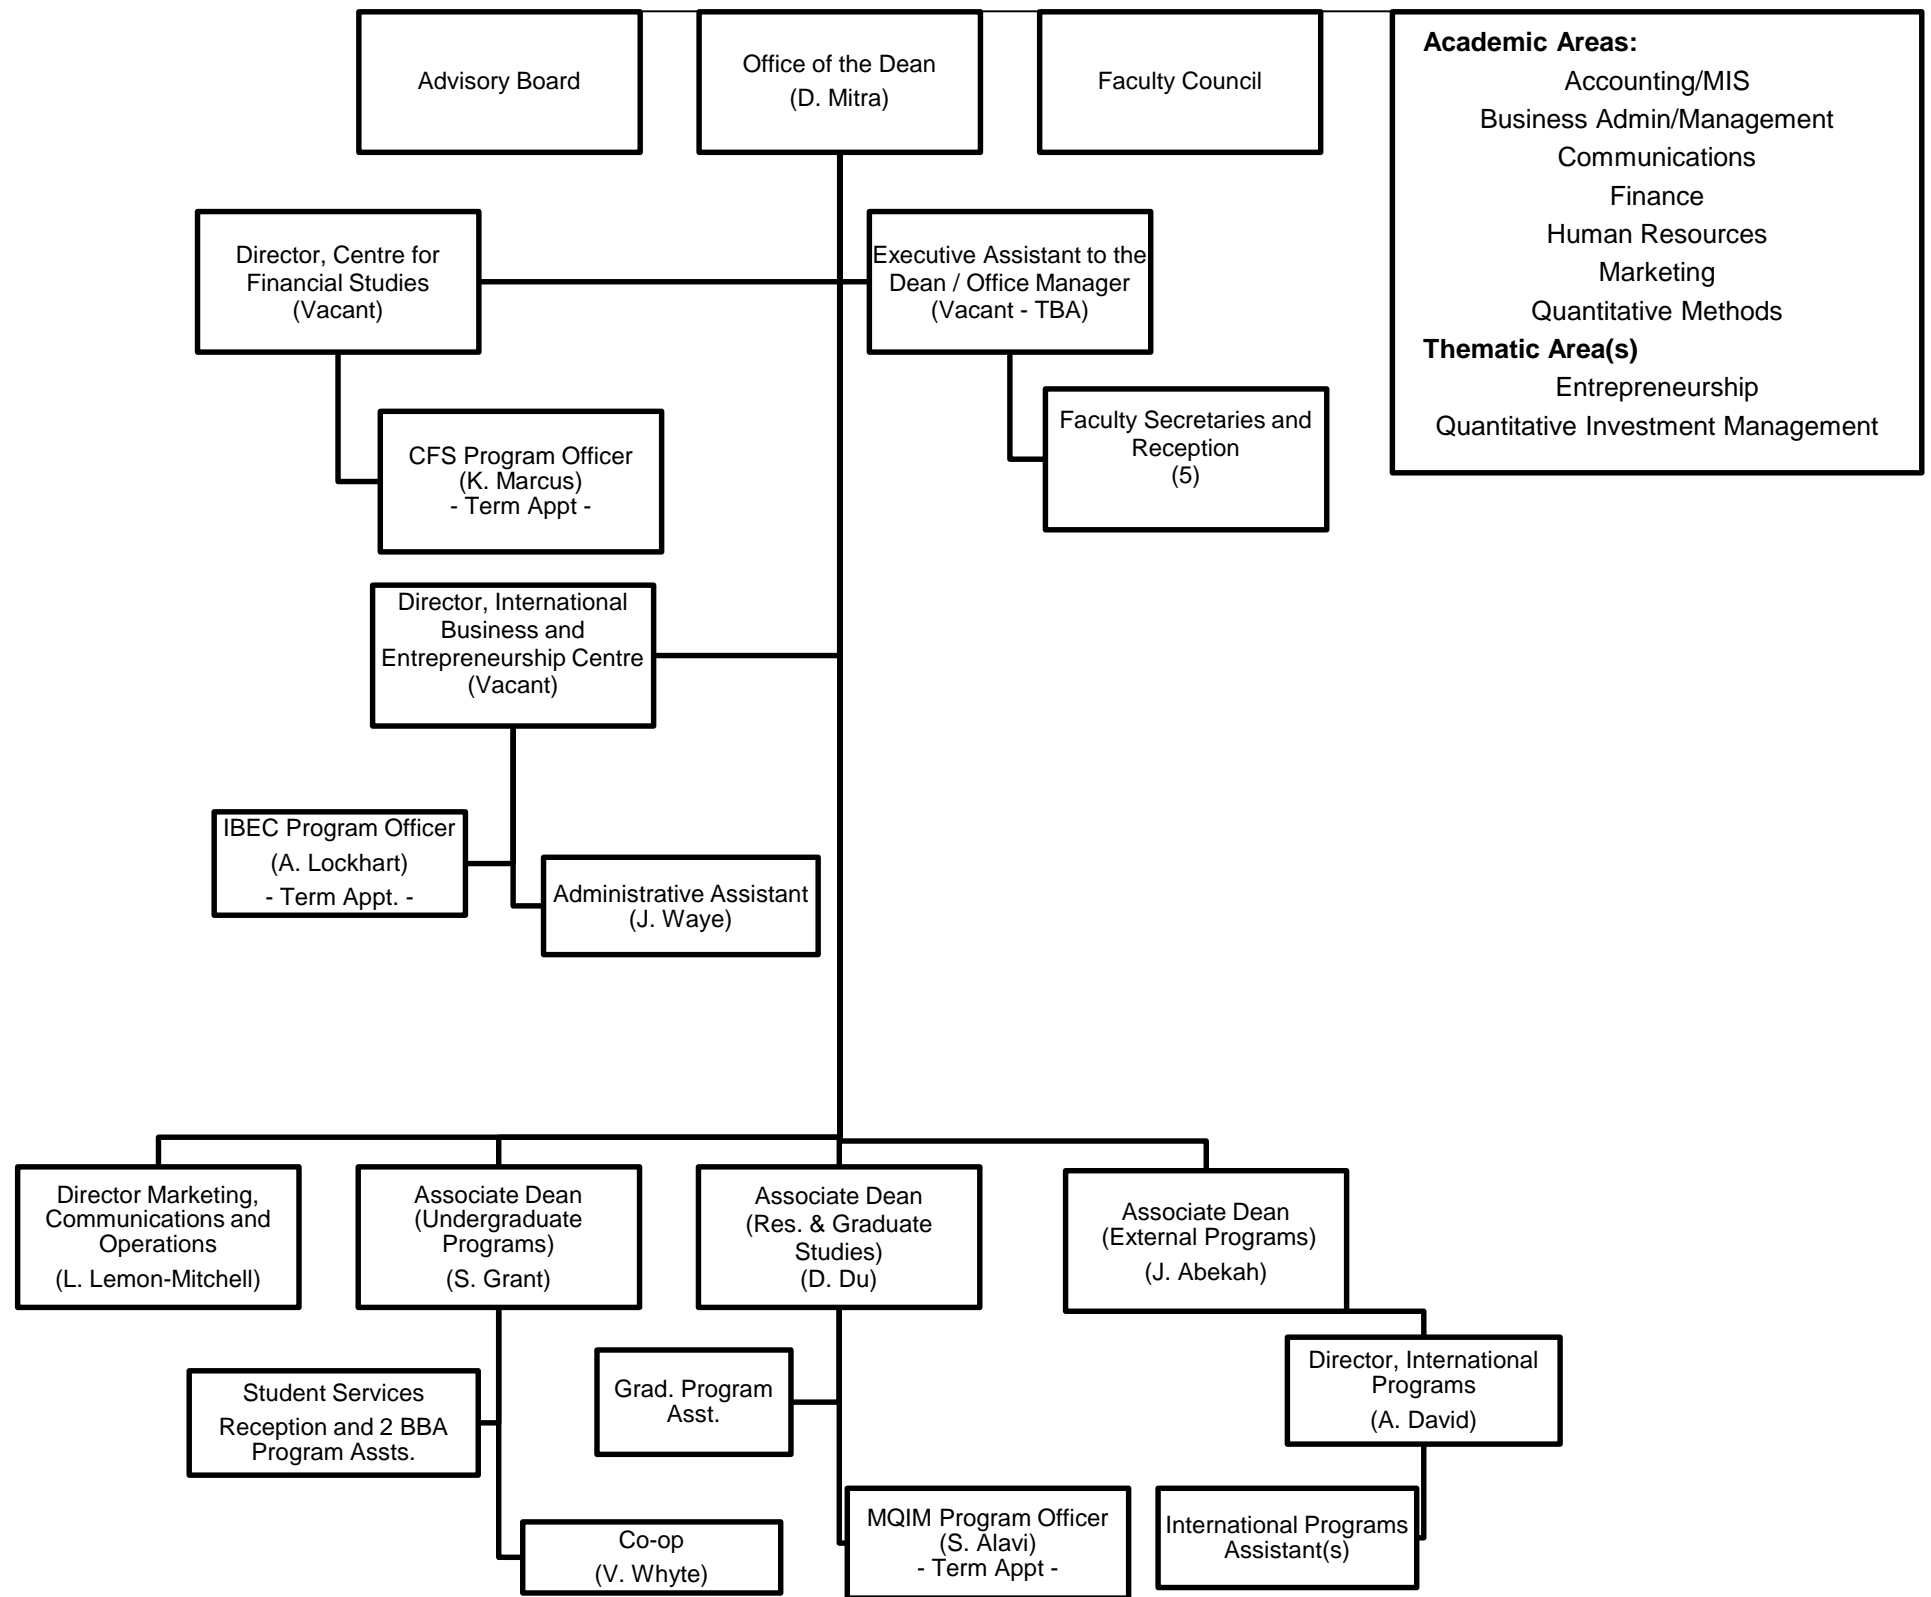 Advisory Board
Office of the Dean
(D. Mitra)
Faculty Council
Academic Areas:
Accounting/MIS
Business Admin/Management
Communications
Finance
Human Resources
Marketing
Quantitative Methods
Thematic Area(s)
Entrepreneurship
Quantitative Investment Management
Director, Centre for
Financial Studies
(Vacant)
Executive Assistant to the
Dean / Office Manager
(Vacant - TBA)
Faculty Secretaries and
Reception
(5)
CFS Program Officer
(K. Marcus)
- Term Appt -
Director, International
Business and
Entrepreneurship Centre
(Vacant)
IBEC Program Officer
(A. Lockhart)
- Term Appt. -
Administrative Assistant
(J. Waye)
Director Marketing,
Communications and
Operations
(L. Lemon-Mitchell)
Associate Dean
(Undergraduate
Programs)
(S. Grant)
Associate Dean
(Res. & Graduate
Studies)
(D. Du)
Associate Dean
(External Programs)
(J. Abekah)
Student Services
Reception and 2 BBA
Program Assts.
Grad. Program
Asst.
Director, International
Programs
(A. David)
Co-op
(V. Whyte)
MQIM Program Officer
(S. Alavi)
- Term Appt -
International Programs
Assistant(s)